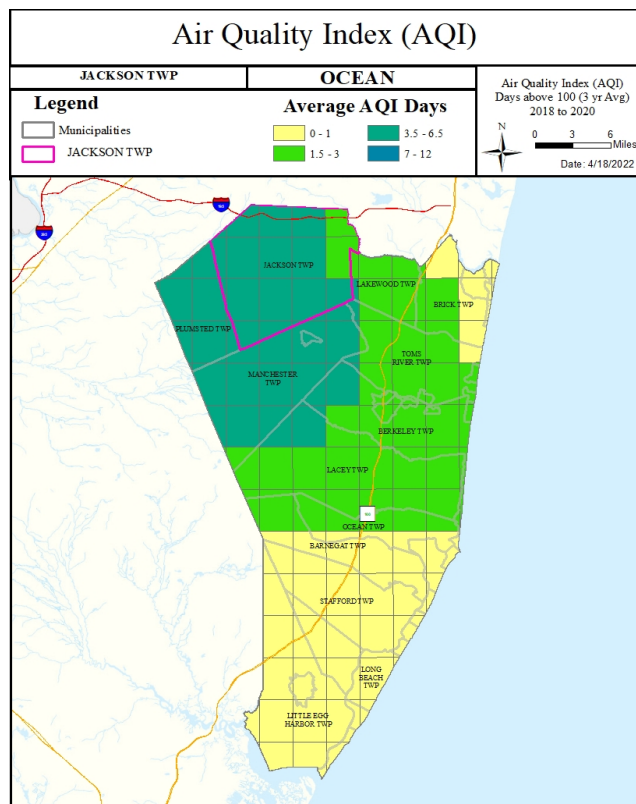 Air Quality Index (AQI)
JACKSON TWP
OCEAN
Legend
Municipalities
JACKSON TWP
Average AQI Days
0 - 1
1.5 - 3
3.5 - 6.5
7 - 12
Air Quality Index (AQI)
Days above 100 (3 yr Avg)
2018 to 2020
N
0 3 6
Miles
Date: 4/18/2022
JACKSON TWP
LAKEWOOD TWP
BRICK TWP
PLUMSTED TWP
TOMS
RIVER TWP
MANCHESTER
TWP
BERKELEY TWP
LACEY TWP
OCEAN TWP
BARNEGAT TWP
STAFFORD TWP
LONG
BEACH
TWP
LITTLE EGG
HARBOR TWP